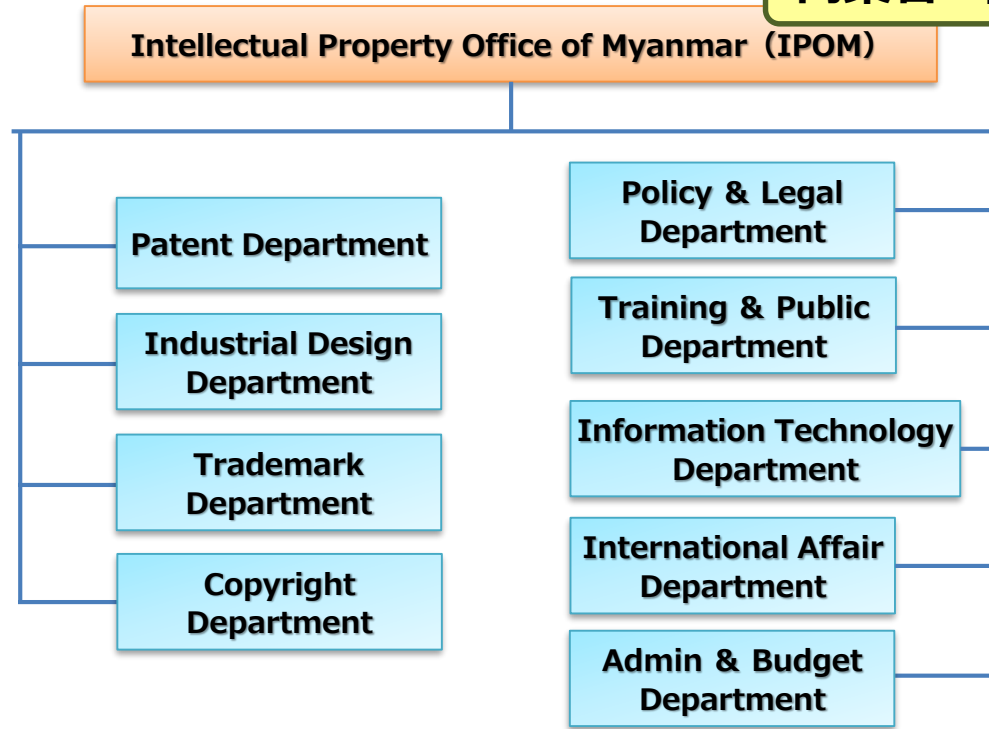 Intellectual Property Office of Myanmar（IPOM）
Patent Department
Industrial Design
Department
Trademark
Department
Copyright
Department
Policy & Legal
Department
Training & Public
Department
Information Technology
Department
International Affair
Department
Admin & Budget
Department